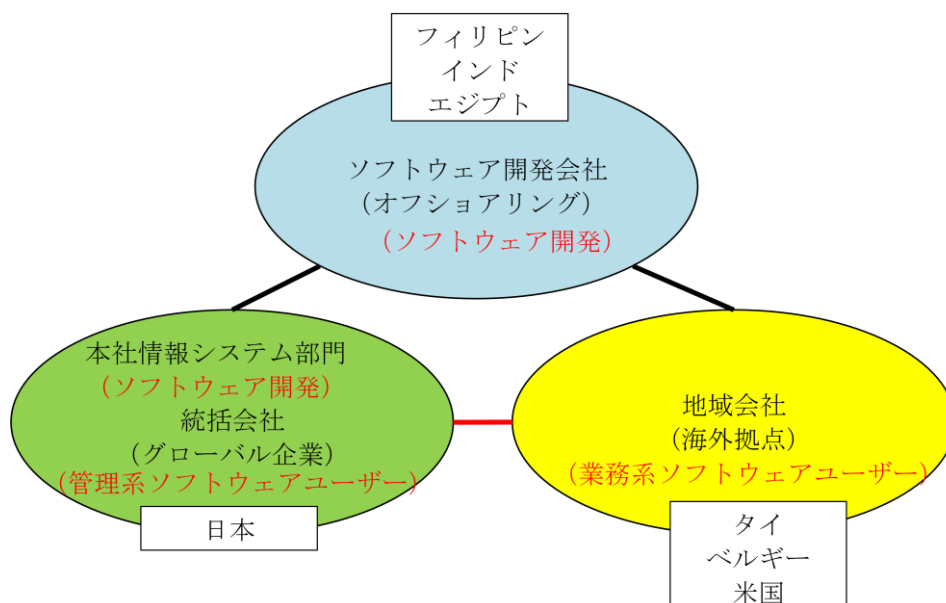 フィリピン
インド
エジプト
ソフトウェア開発会社
(オフショアリング)
(ソフトウェア開発)
本社情報システム部門
(ソフトウェア開発)
統括会社
(グローバル企業)
(管理系ソフトウェアユーザー)
日本
地域会社
(海外拠点)
(業務系ソフトウェアユーザー)
タイ
ベルギー
米国